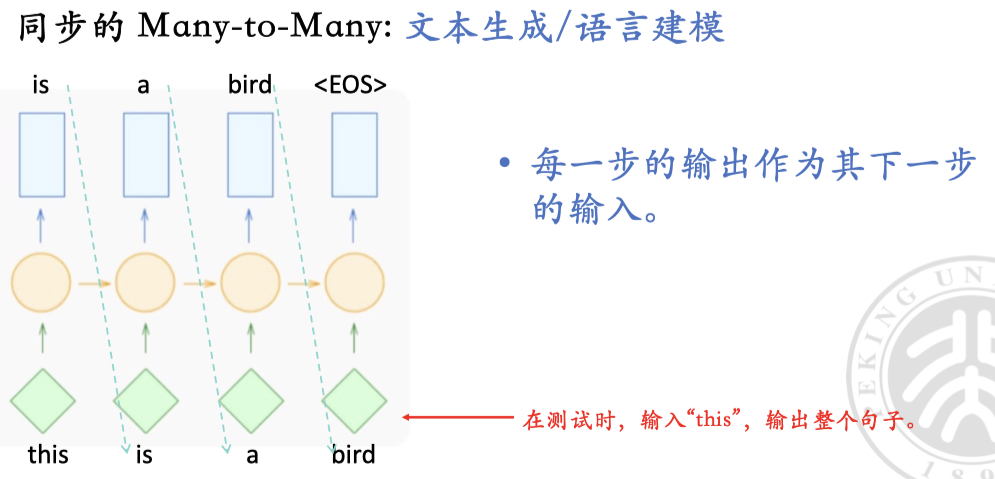 同步的 Many-to-Many: 文本生成/语言建模
is a bird <EOS>
• 每一步的输出作为其下一步
的输入。
在测试时，输入“this”，输出整个句子。
this is a bird
PEKING UN
189